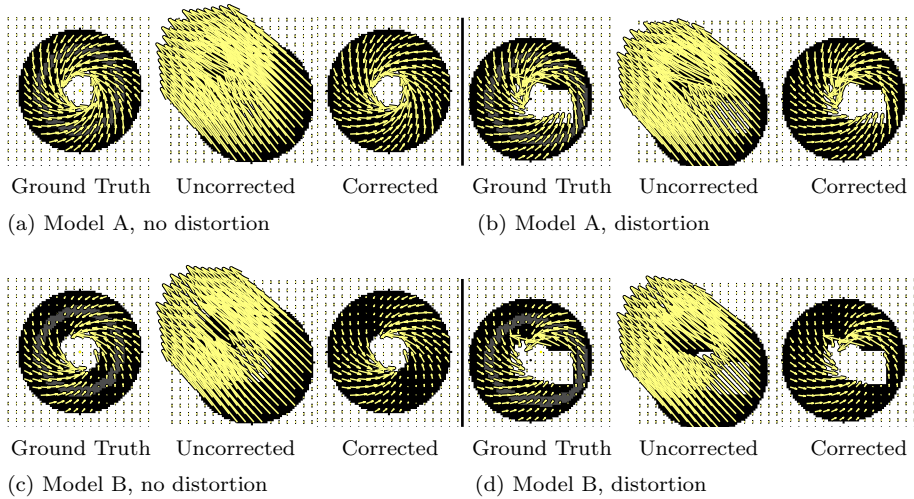 Ground Truth Uncorrected Corrected Ground Truth Uncorrected Corrected
(a) Model A, no distortion (b) Model A, distortion
Ground Truth Uncorrected Corrected Ground Truth Uncorrected Corrected
(c) Model B, no distortion (d) Model B, distortion